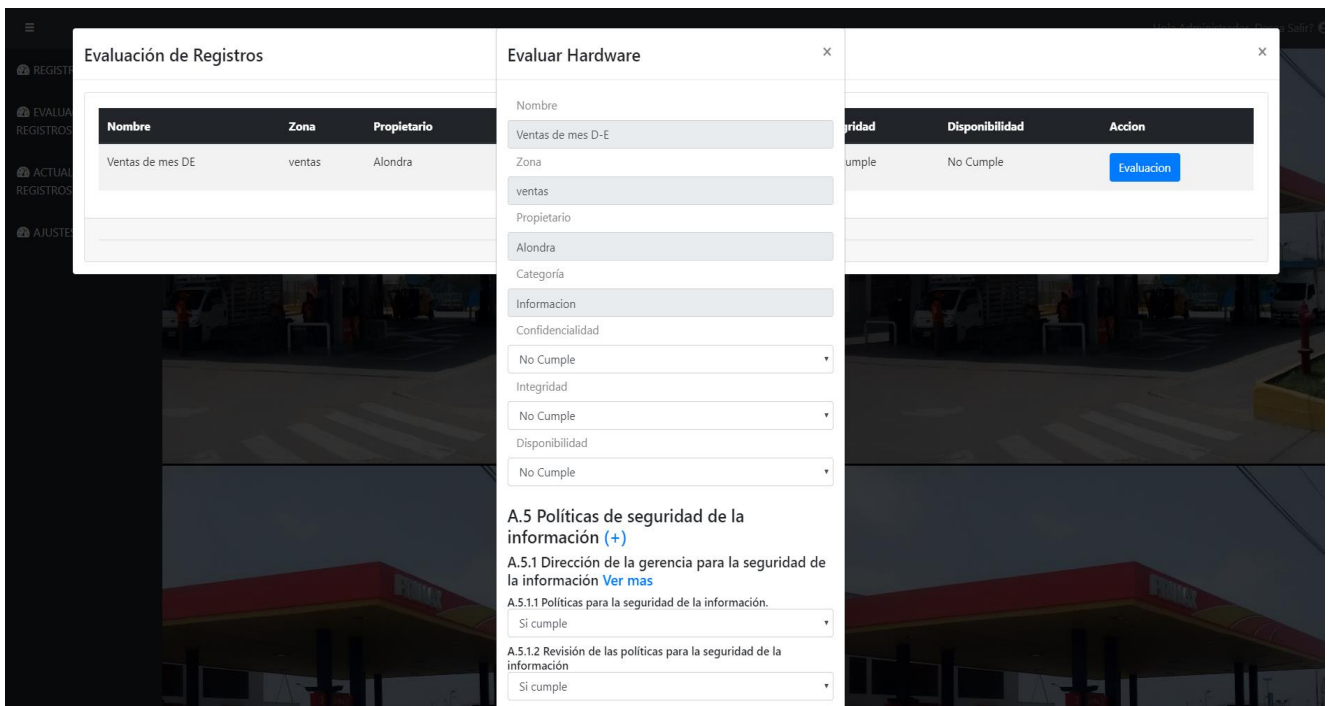 ≡
Salir?
REGISTR
EVALUA
REGISTROS
ACTUAL
REGISTROS
AJUSTES
Evaluación de Registros
×
Nombre Zona Propietario gridad Disponibilidad Accion
Ventas de mes DE ventas Alondra umple No Cumple Evaluacion
Evaluar Hardware ×
Nombre
Ventas de mes D-E
Zona
ventas
Propietario
Alondra
Categoría
Informacion
Confidencialidad
No Cumple
Integridad
No Cumple
Disponibilidad
No Cumple
A.5 Políticas de seguridad de la
información (+)
A.5.1 Dirección de la gerencia para la seguridad de
la información Ver mas
A.5.1.1 Políticas para la seguridad de la información.
Si cumple
A.5.1.2 Revisión de las políticas para la seguridad de la
información
Si cumple